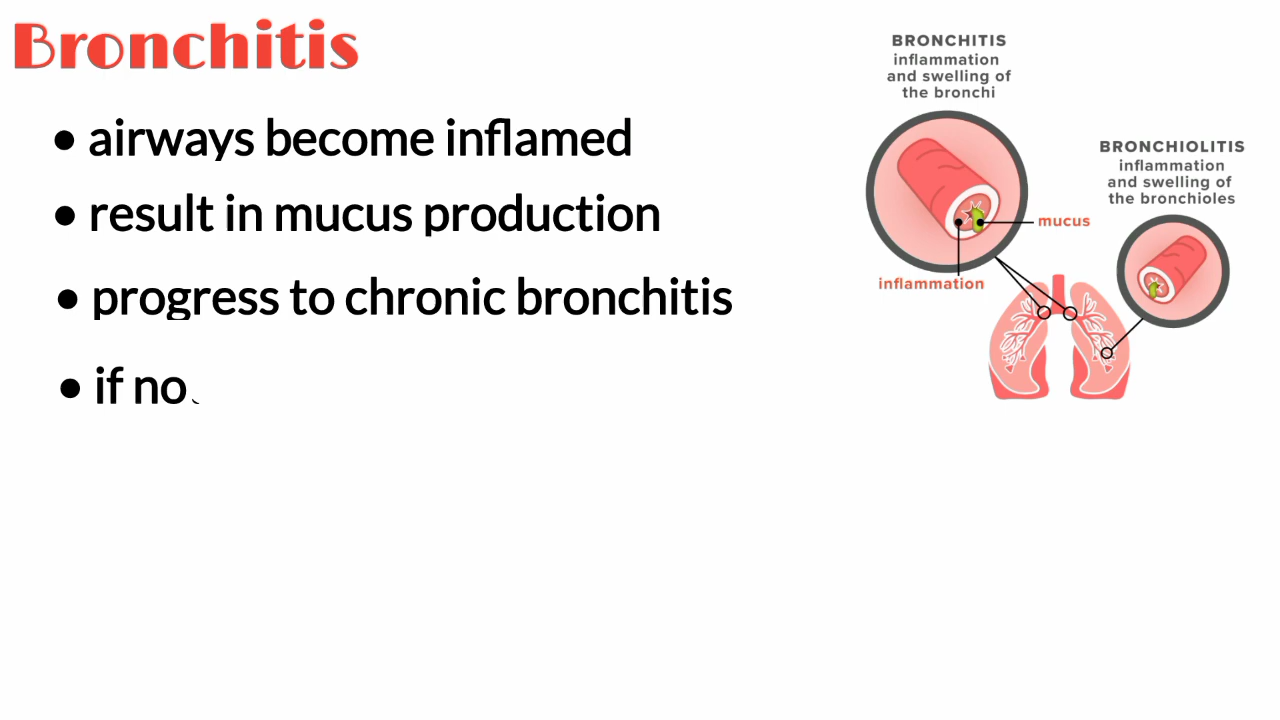 Bronchitis
• airways become inflamed
• result in mucus production
• progress to chronic bronchitis
• if no
BRONCHITIS
inflammation
and swelling of
the bronchi
mucus
inflammation
BRONCHIOLITIS
inflammation
and swelling of
the bronchioles